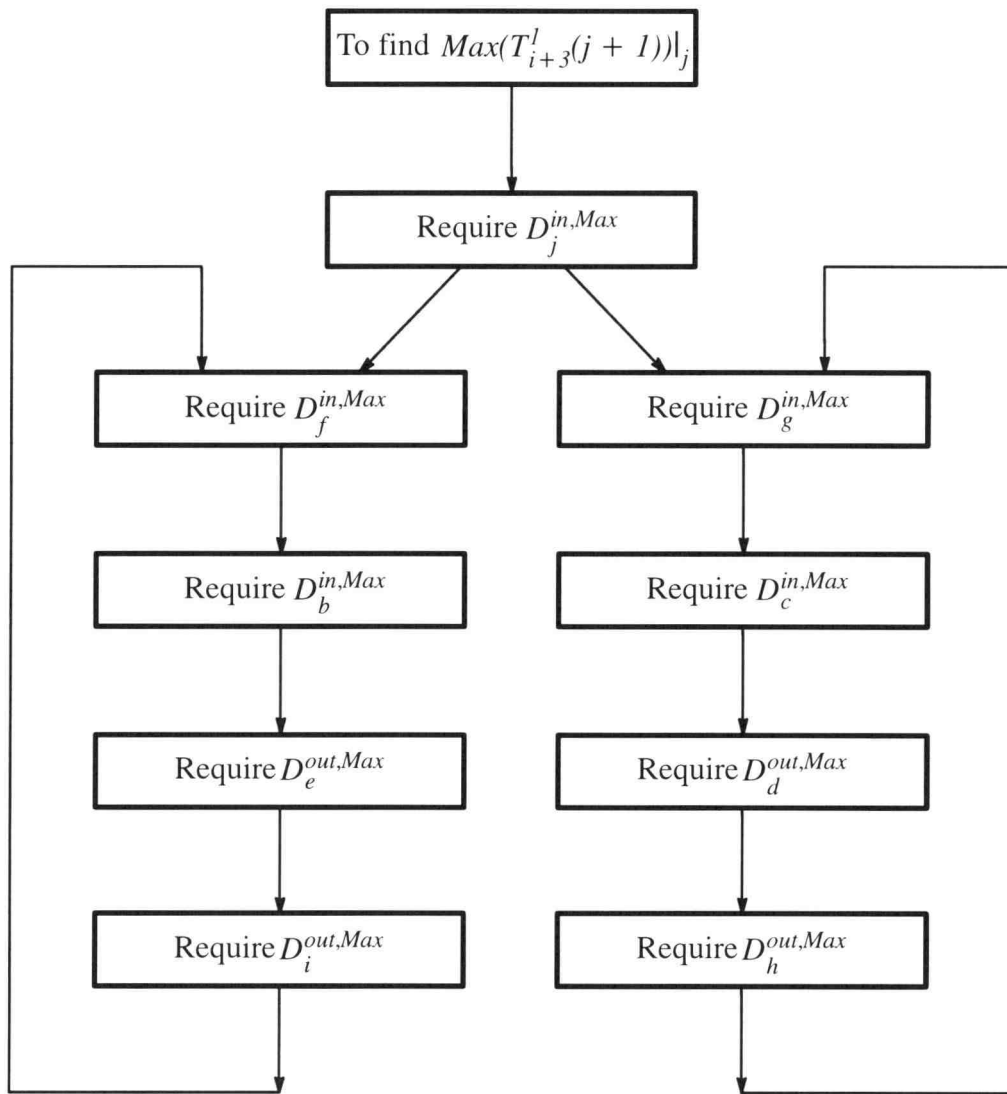 To find Max(T^1_{i+3}(j + 1))|_j
Require D_j^{in,Max}
Require D_f^{in,Max}
Require D_g^{in,Max}
Require D_b^{in,Max}
Require D_c^{in,Max}
Require D_e^{out,Max}
Require D_d^{out,Max}
Require D_i^{out,Max}
Require D_h^{out,Max}